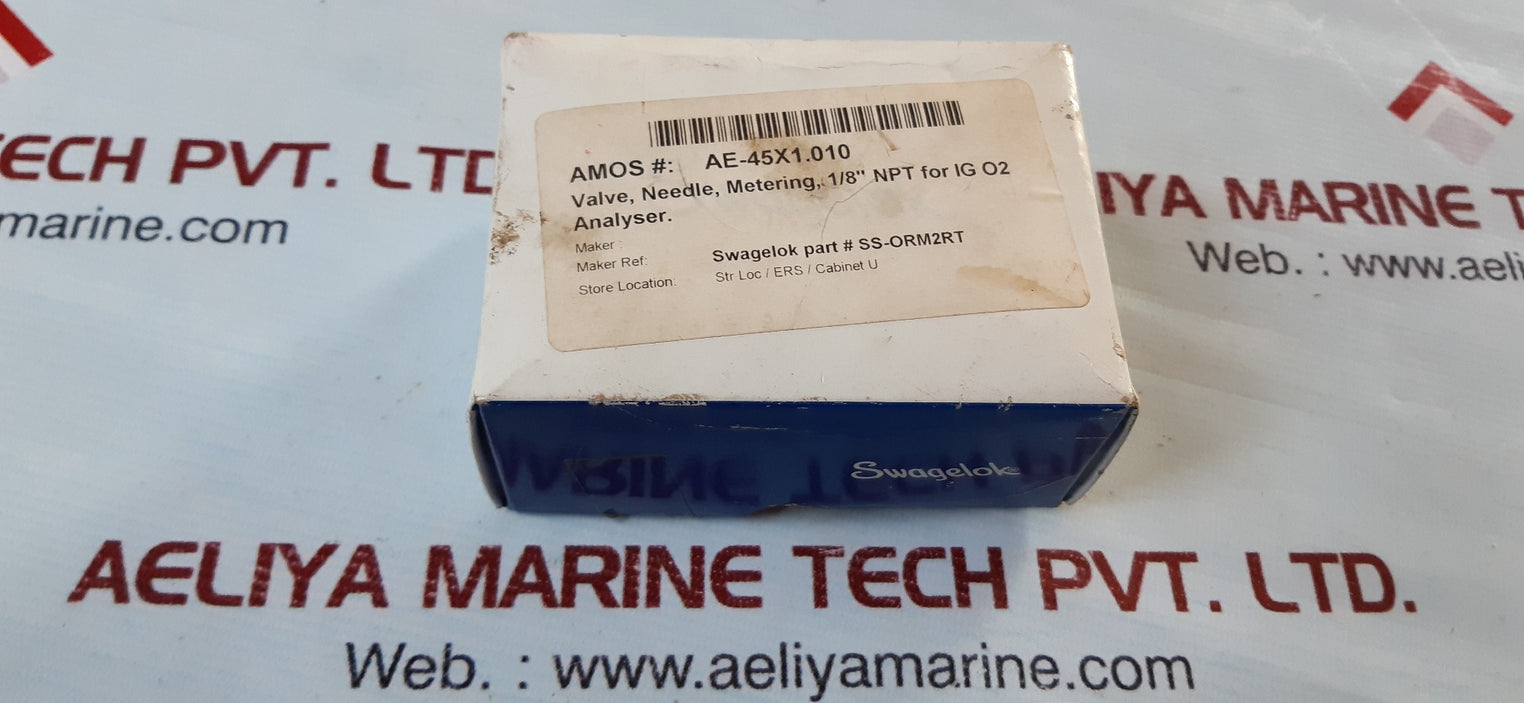 ECH PVT. LTD
marine.com
AMOS #: AE-45X1.010
Valve, Needle, Metering, 1/8" NPT for IG O2
Analyser.
Maker :
Maker Ref: Swagelok part # SS-ORM2RT
Store Location: Str Loc / ERS / Cabinet U
IYA MARINE T
Web. : www.aeli
Swagelok
AELIYA MARINE TECH PVT. LTD.
Web. : www.aeliyamarine.com